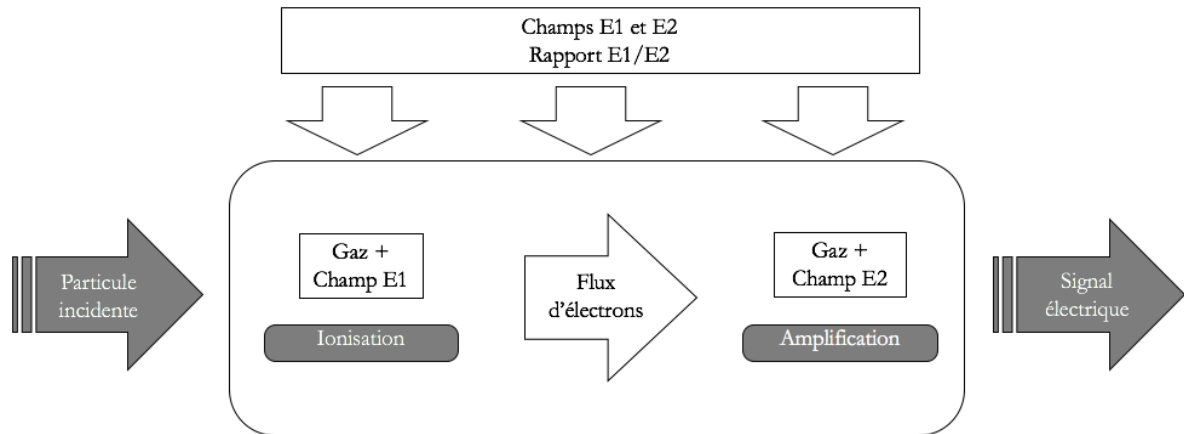 Champs E1 et E2
Rapport E1/E2
Particule
incidente
Gaz +
Champ E1
Ionisation
Flux
d'électrons
Gaz +
Champ E2
Amplification
Signal
électrique